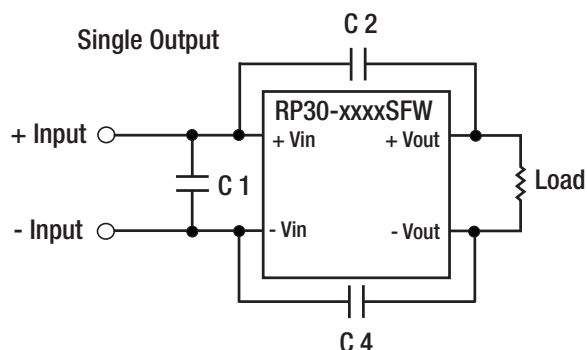 C 2
Single Output
RP30-xxxxSFW
+ Input
+ Vin
+ Vout
C 1
Load
- Input
- Vin
- Vout
C 4